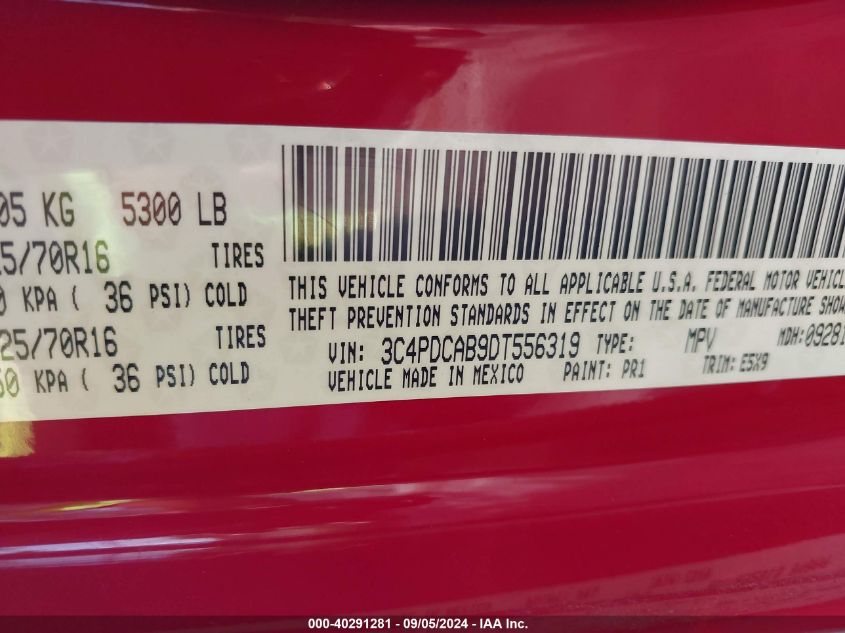 05 KG 5300 LB
25/70R16 TIRES
0 KPA ( 36 PSI) COLD
25/70R16 TIRES
50 KPA ( 36 PSI) COLD
THIS VEHICLE CONFORMS TO ALL APPLICABLE U.S.A. FEDERAL MOTOR VEHICL
THEFT PREVENTION STANDARDS IN EFFECT ON THE DATE OF MANUFACTURE SHOW
VIN: 3C4PDCAB9DT556319 TYPE: MPV MDH:09281
VEHICLE MADE IN MEXICO PAINT: PR1 TRIM: E5X9
000-40291281 - 09/05/2024 - IAA Inc.